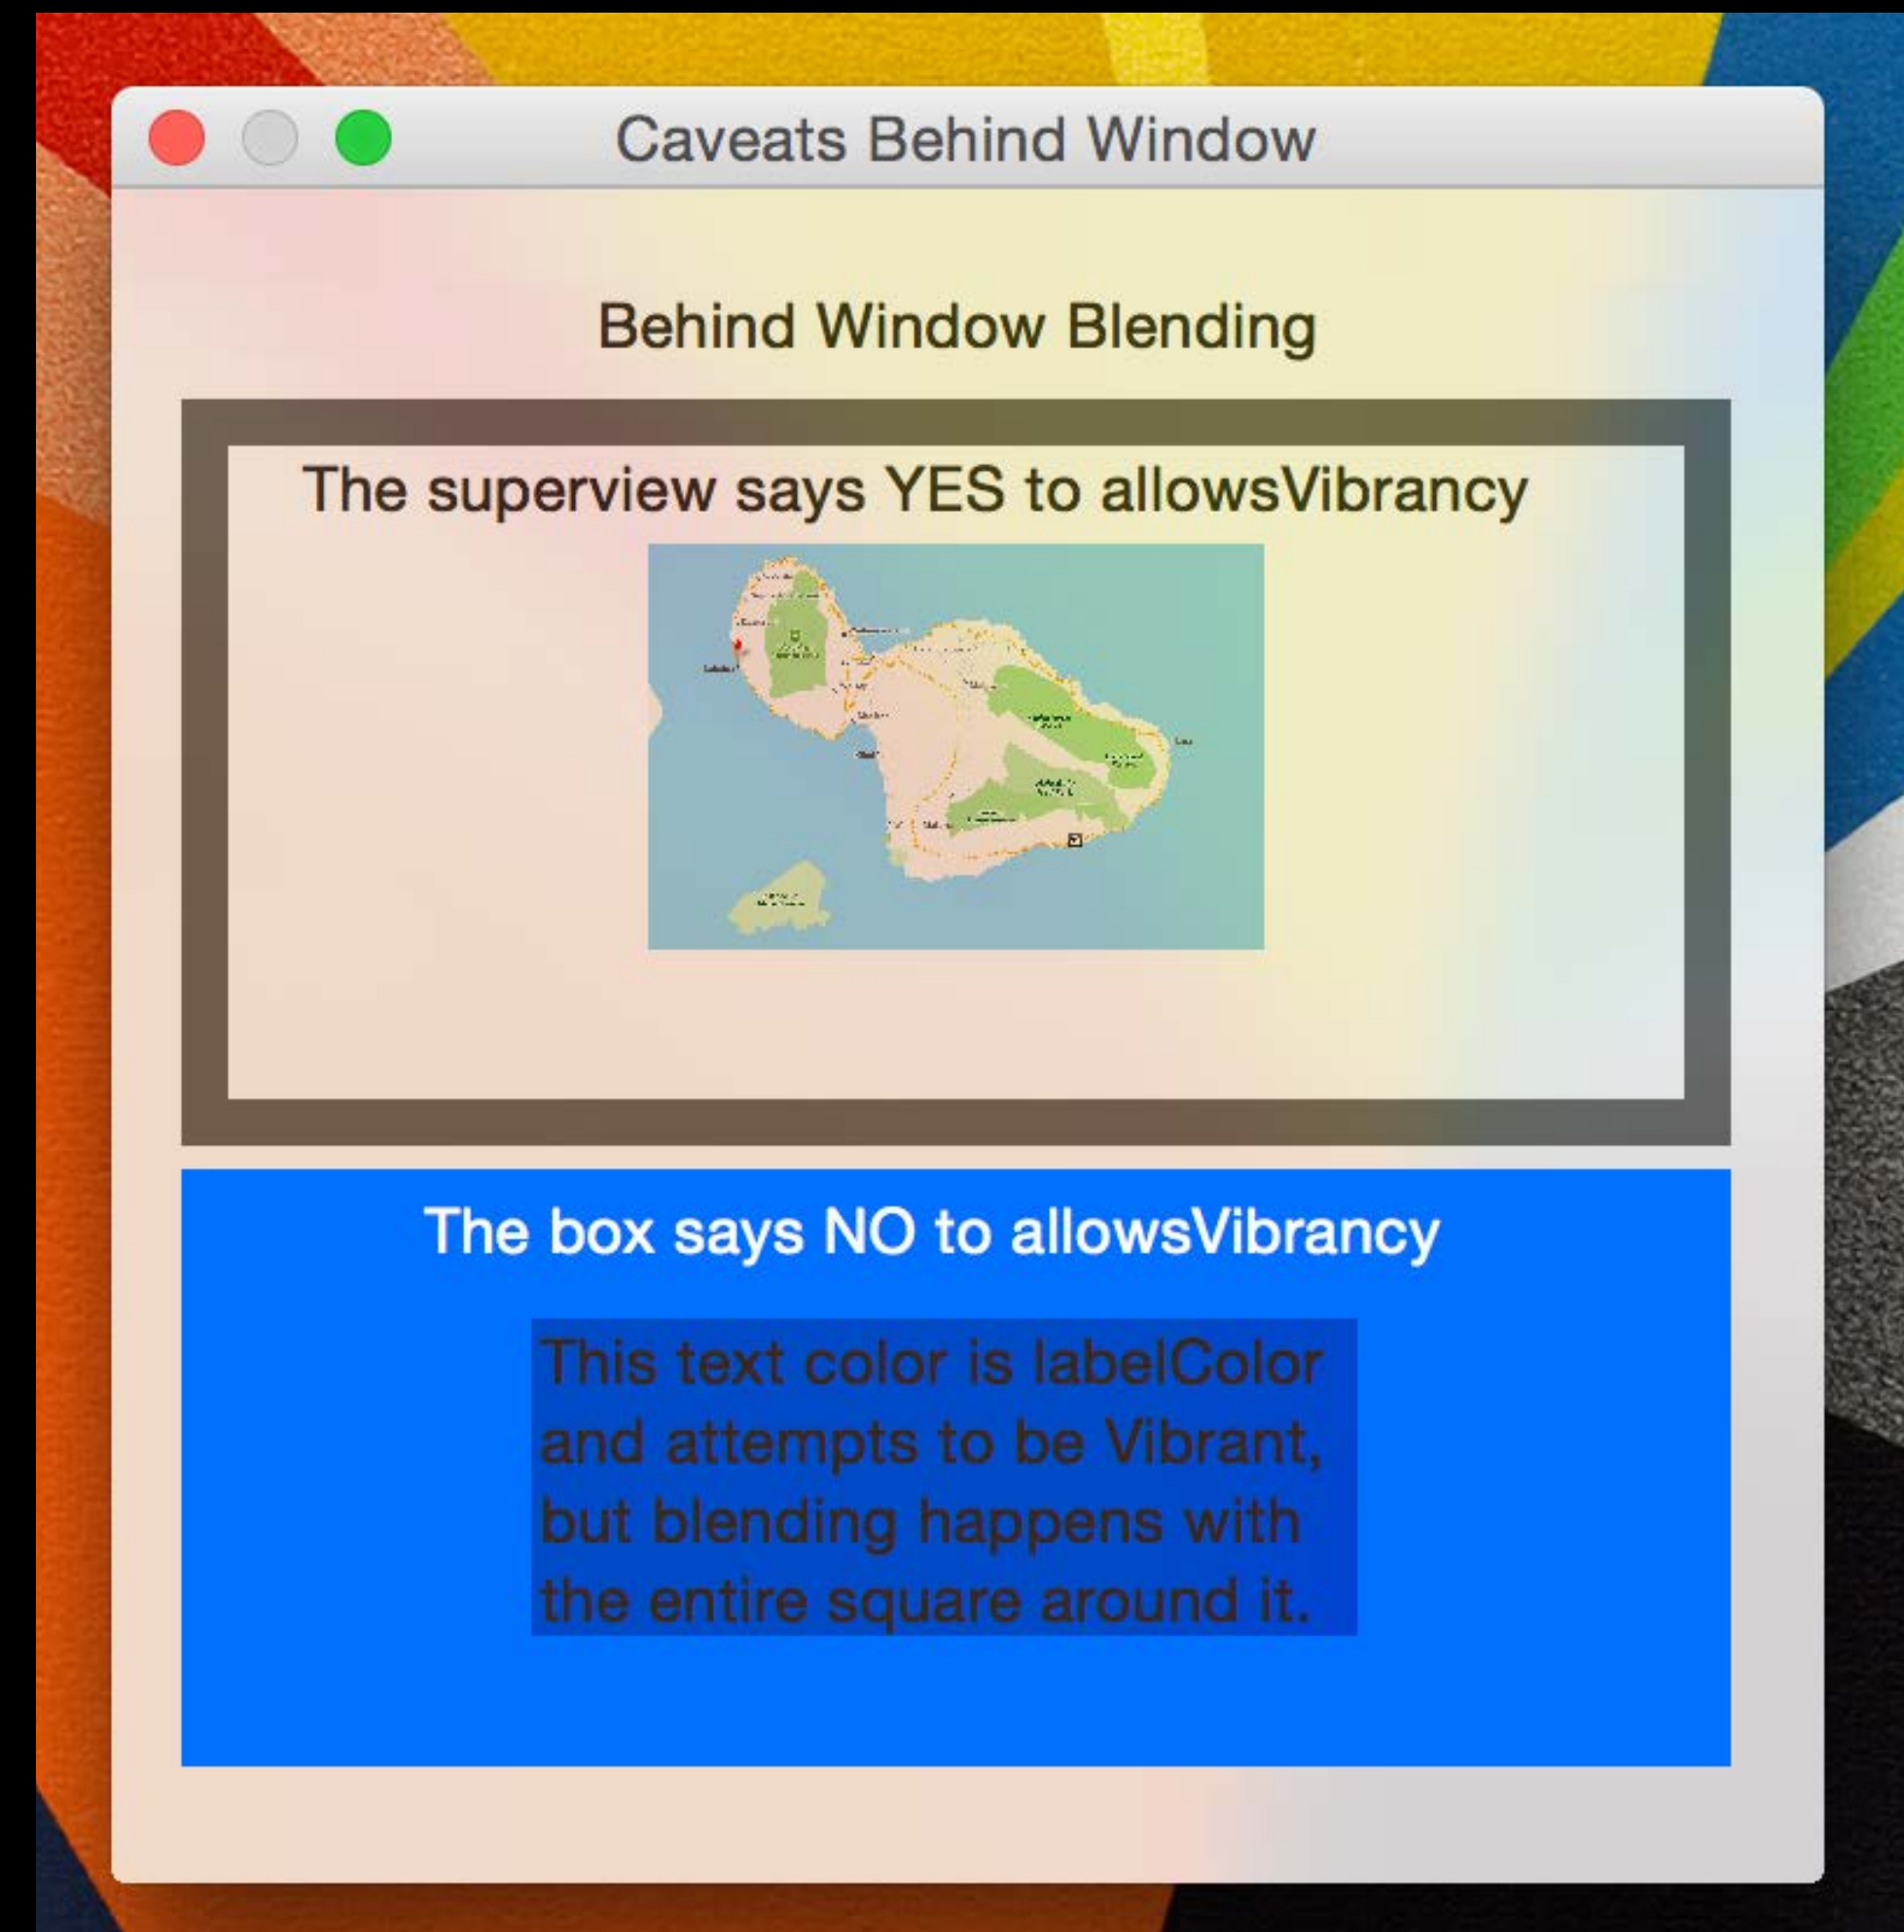 Caveats Behind Window
Behind Window Blending
The superview says YES to allowsVibrancy
The box says NO to allowsVibrancy
This text color is labelColor
and attempts to be Vibrant,
but blending happens with
the entire square around it.